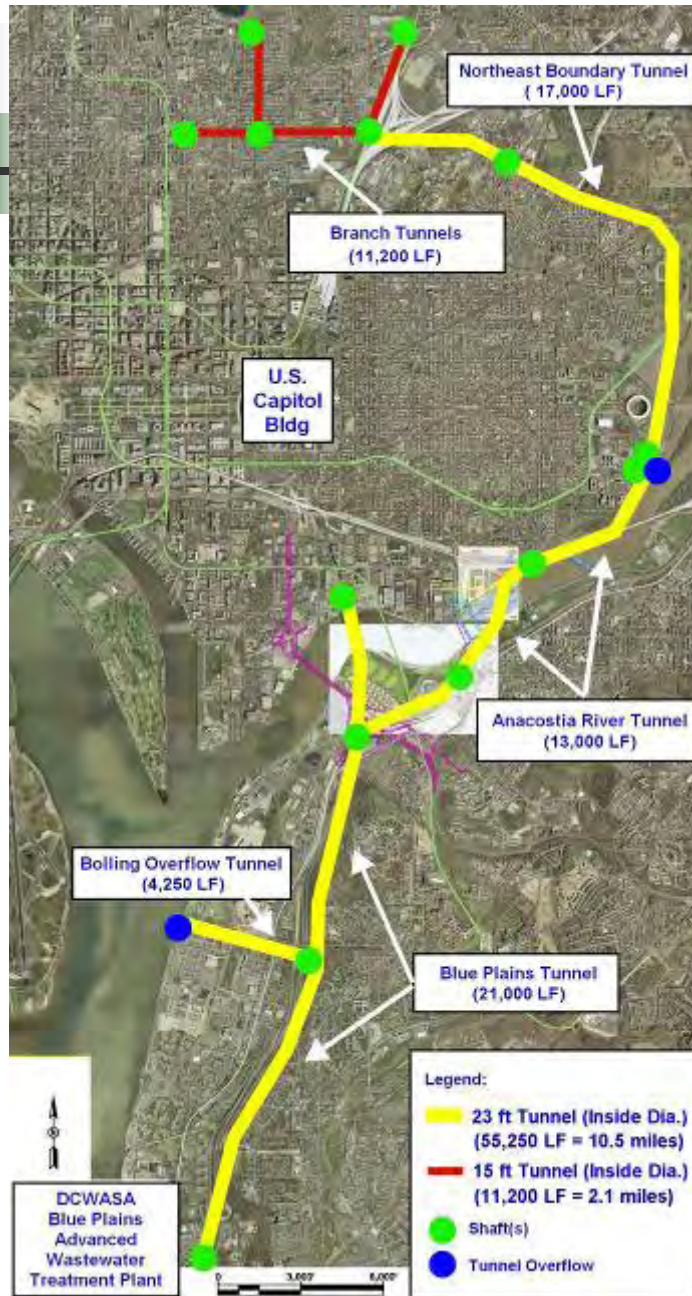 Northeast Boundary Tunnel
( 17,000 LF)
Branch Tunnels
(11,200 LF)
U.S.
Capitol
Bldg
Anacostia River Tunnel
(13,000 LF)
Bolling Overflow Tunnel
(4,250 LF)
Blue Plains Tunnel
(21,000 LF)
Legend:
23 ft Tunnel (Inside Dia.)
(55,250 LF = 10.5 miles)
15 ft Tunnel (Inside Dia.)
(11,200 LF = 2.1 miles)
Shaft(s)
Tunnel Overflow
DCWASA
Blue Plains
Advanced
Wastewater
Treatment Plant
0 3,000' 6,000'